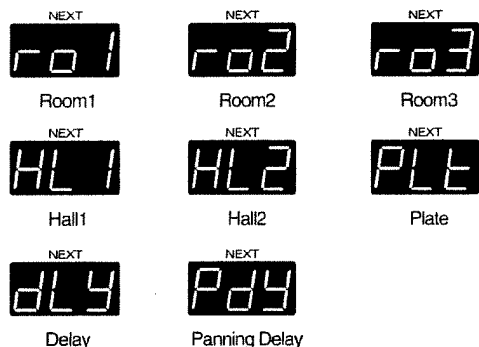 NEXT NEXT NEXT
ro1 ro2 ro3
Room1 Room2 Room3
NEXT NEXT NEXT
HL1 HL2 PLt
Hall1 Hall2 Plate
NEXT NEXT
dLy Pdy
Delay Panning Delay